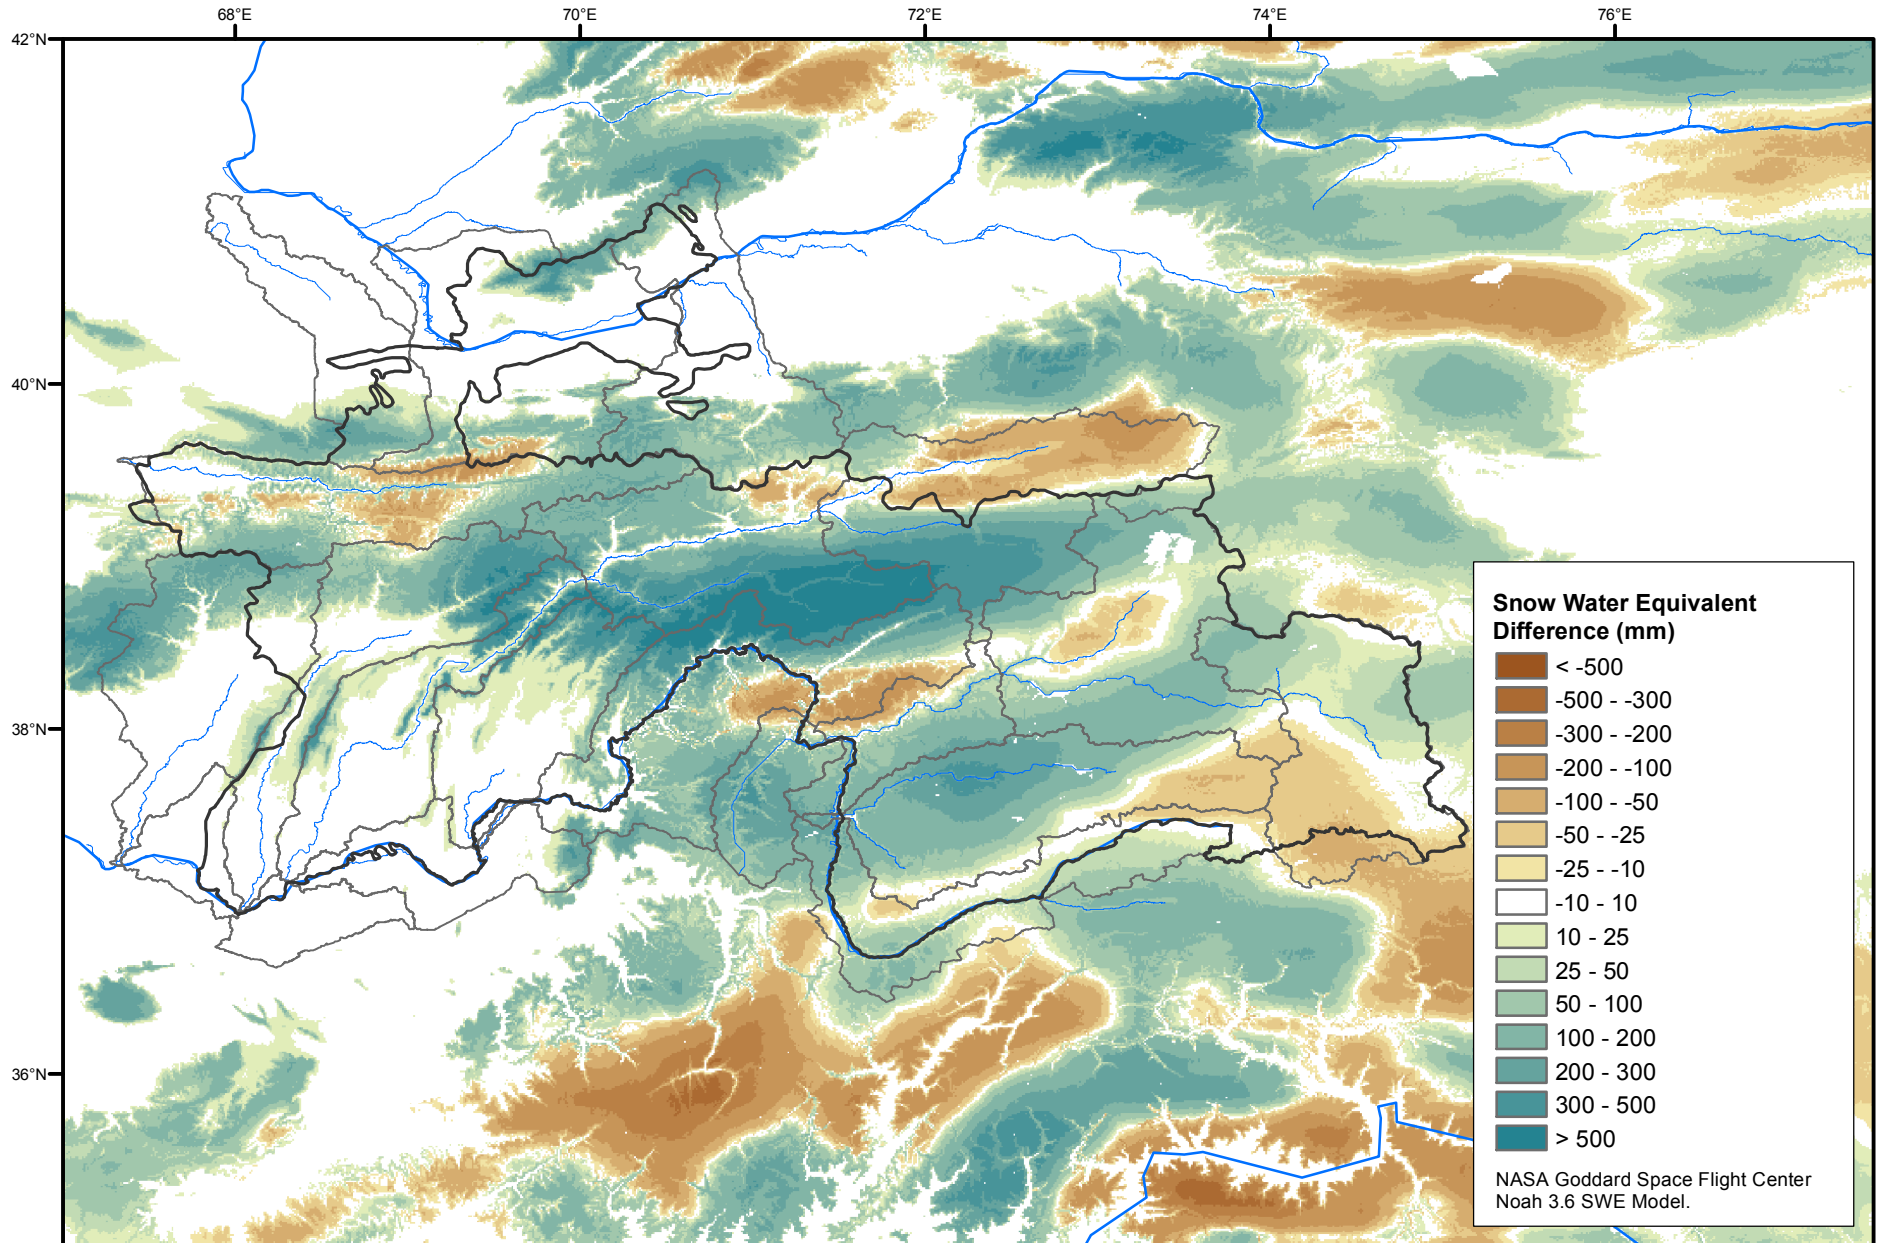 68°E 70°E 72°E 74°E 76°E
42°N
40°N
38°N
36°N
Snow Water Equivalent
Difference (mm)
< -500
-500 - -300
-300 - -200
-200 - -100
-100 - -50
-50 - -25
-25 - -10
-10 - 10
10 - 25
25 - 50
50 - 100
100 - 200
200 - 300
300 - 500
> 500
NASA Goddard Space Flight Center
Noah 3.6 SWE Model.